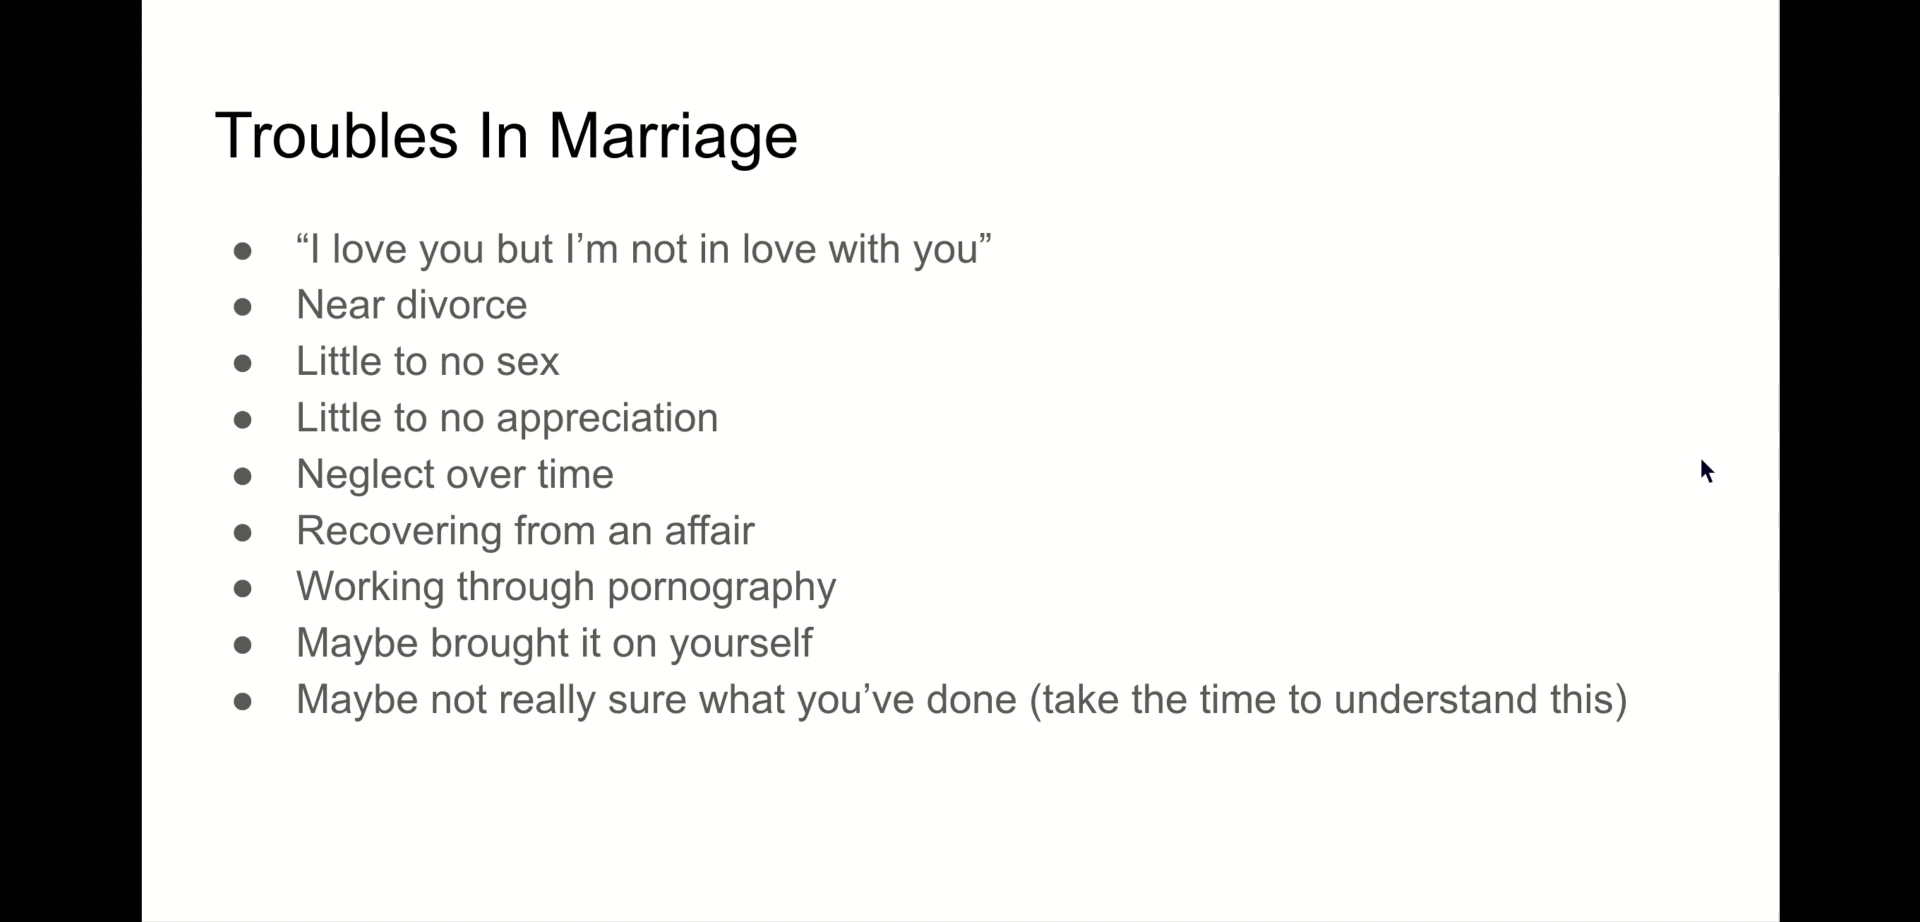 Troubles In Marriage
● “I love you but I’m not in love with you”
● Near divorce
● Little to no sex
● Little to no appreciation
● Neglect over time
● Recovering from an affair
● Working through pornography
● Maybe brought it on yourself
● Maybe not really sure what you’ve done (take the time to understand this)